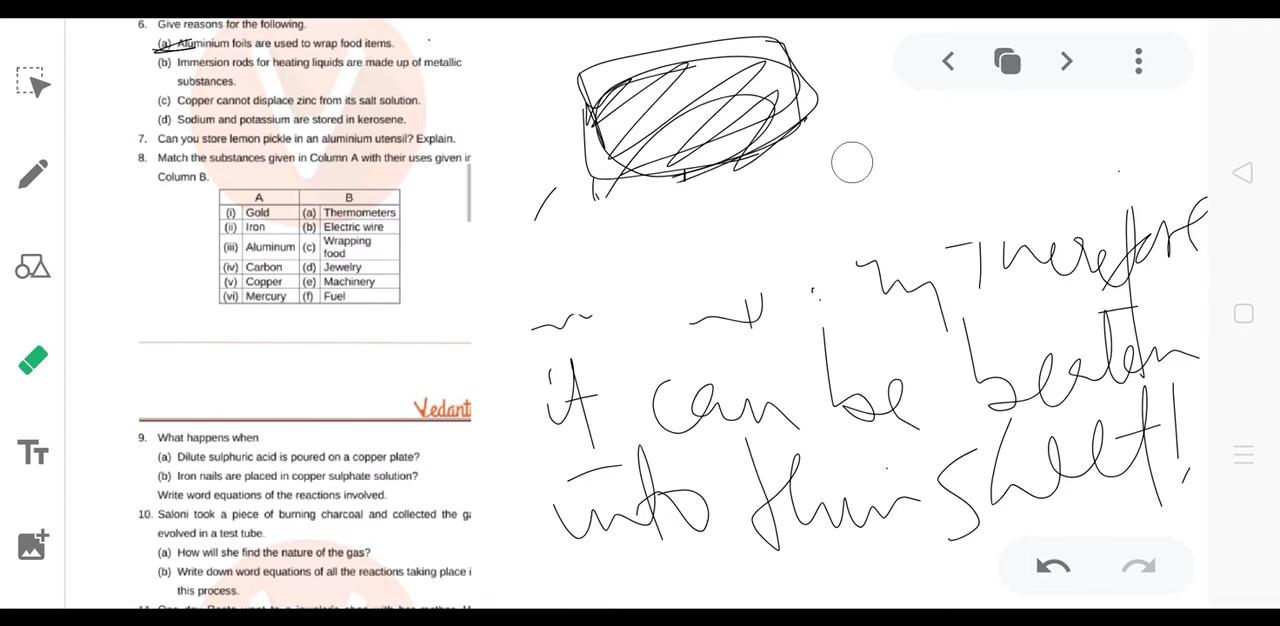 6. Give reasons for the following.
(a) Aluminium foils are used to wrap food items.
(b) Immersion rods for heating liquids are made up of metallic
substances.
(c) Copper cannot displace zinc from its salt solution.
(d) Sodium and potassium are stored in kerosene.
7. Can you store lemon pickle in an aluminium utensil? Explain.
8. Match the substances given in Column A with their uses given in
Column B.
A B
(i) Gold (a) Thermometers
(ii) Iron (b) Electric wire
(iii) Aluminum (c) Wrapping food
(iv) Carbon (d) Jewelry
(v) Copper (e) Machinery
(vi) Mercury (f) Fuel
Vedant
9. What happens when
(a) Dilute sulphuric acid is poured on a copper plate?
(b) Iron nails are placed in copper sulphate solution?
Write word equations of the reactions involved.
10. Saloni took a piece of burning charcoal and collected the ga
evolved in a test tube.
(a) How will she find the nature of the gas?
(b) Write down word equations of all the reactions taking place i
this process.
Therefore
it can be beaten
into thin sheet!
TT